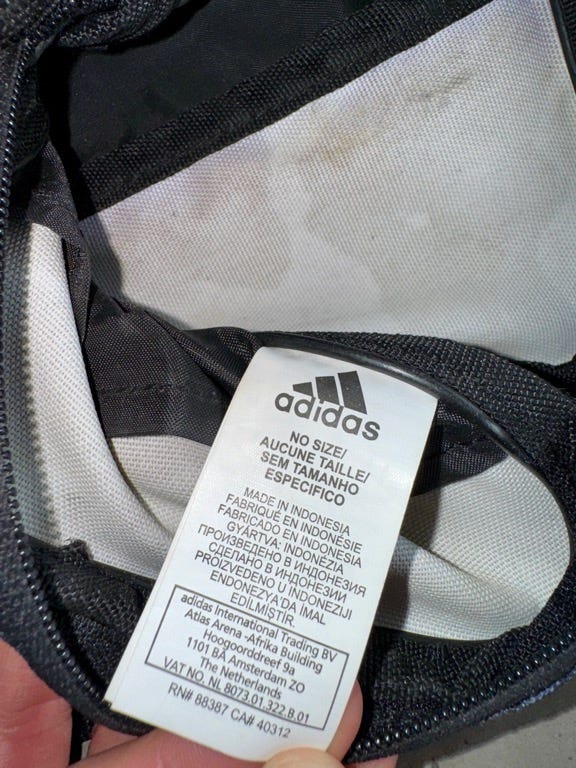 adidas
NO SIZE/
AUCUNE TAILLE/
SEM TAMANHO
ESPECIFICO
MADE IN INDONESIA
FABRIQUÉ EN INDONÉSIE
FABRICADO EN INDONESIA
GYÁRTVA: INDONÉZIA
ПРОИЗВЕДЕНО В ИНДОНЕЗИЯ
СДЕЛАНО В ИНДОНЕЗИИ
PROIZVEDENO U INDONEZIJI
ENDONEZYA'DA İMAL
EDİLMİŞTİR.
adidas International Trading BV
Atlas Arena -Afrika Building
Hoogoorddreef 9a
1101 BA Amsterdam ZO
The Netherlands
VAT NO. NL 8073.01.322.B.01
RN# 88387 CA# 40312